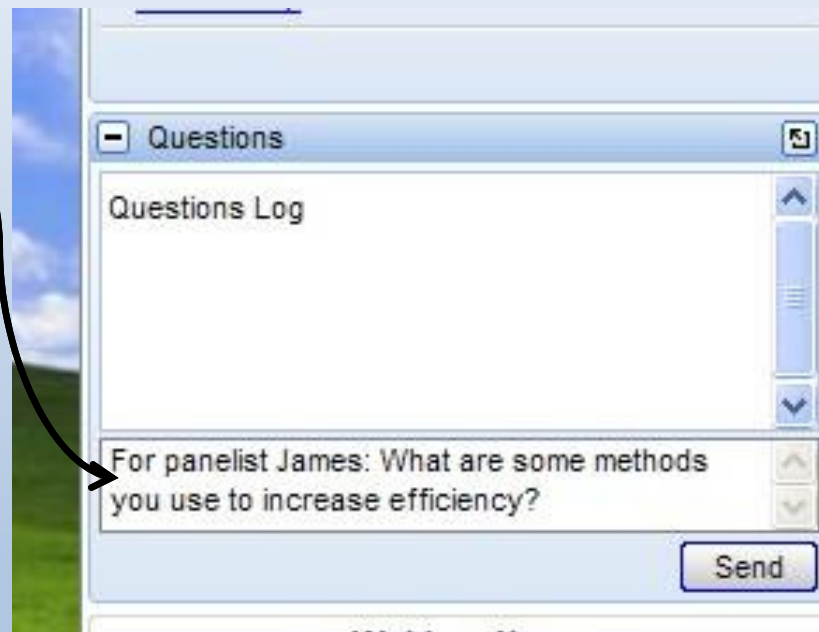 Questions
Questions Log
For panelist James: What are some methods
you use to increase efficiency?
Send